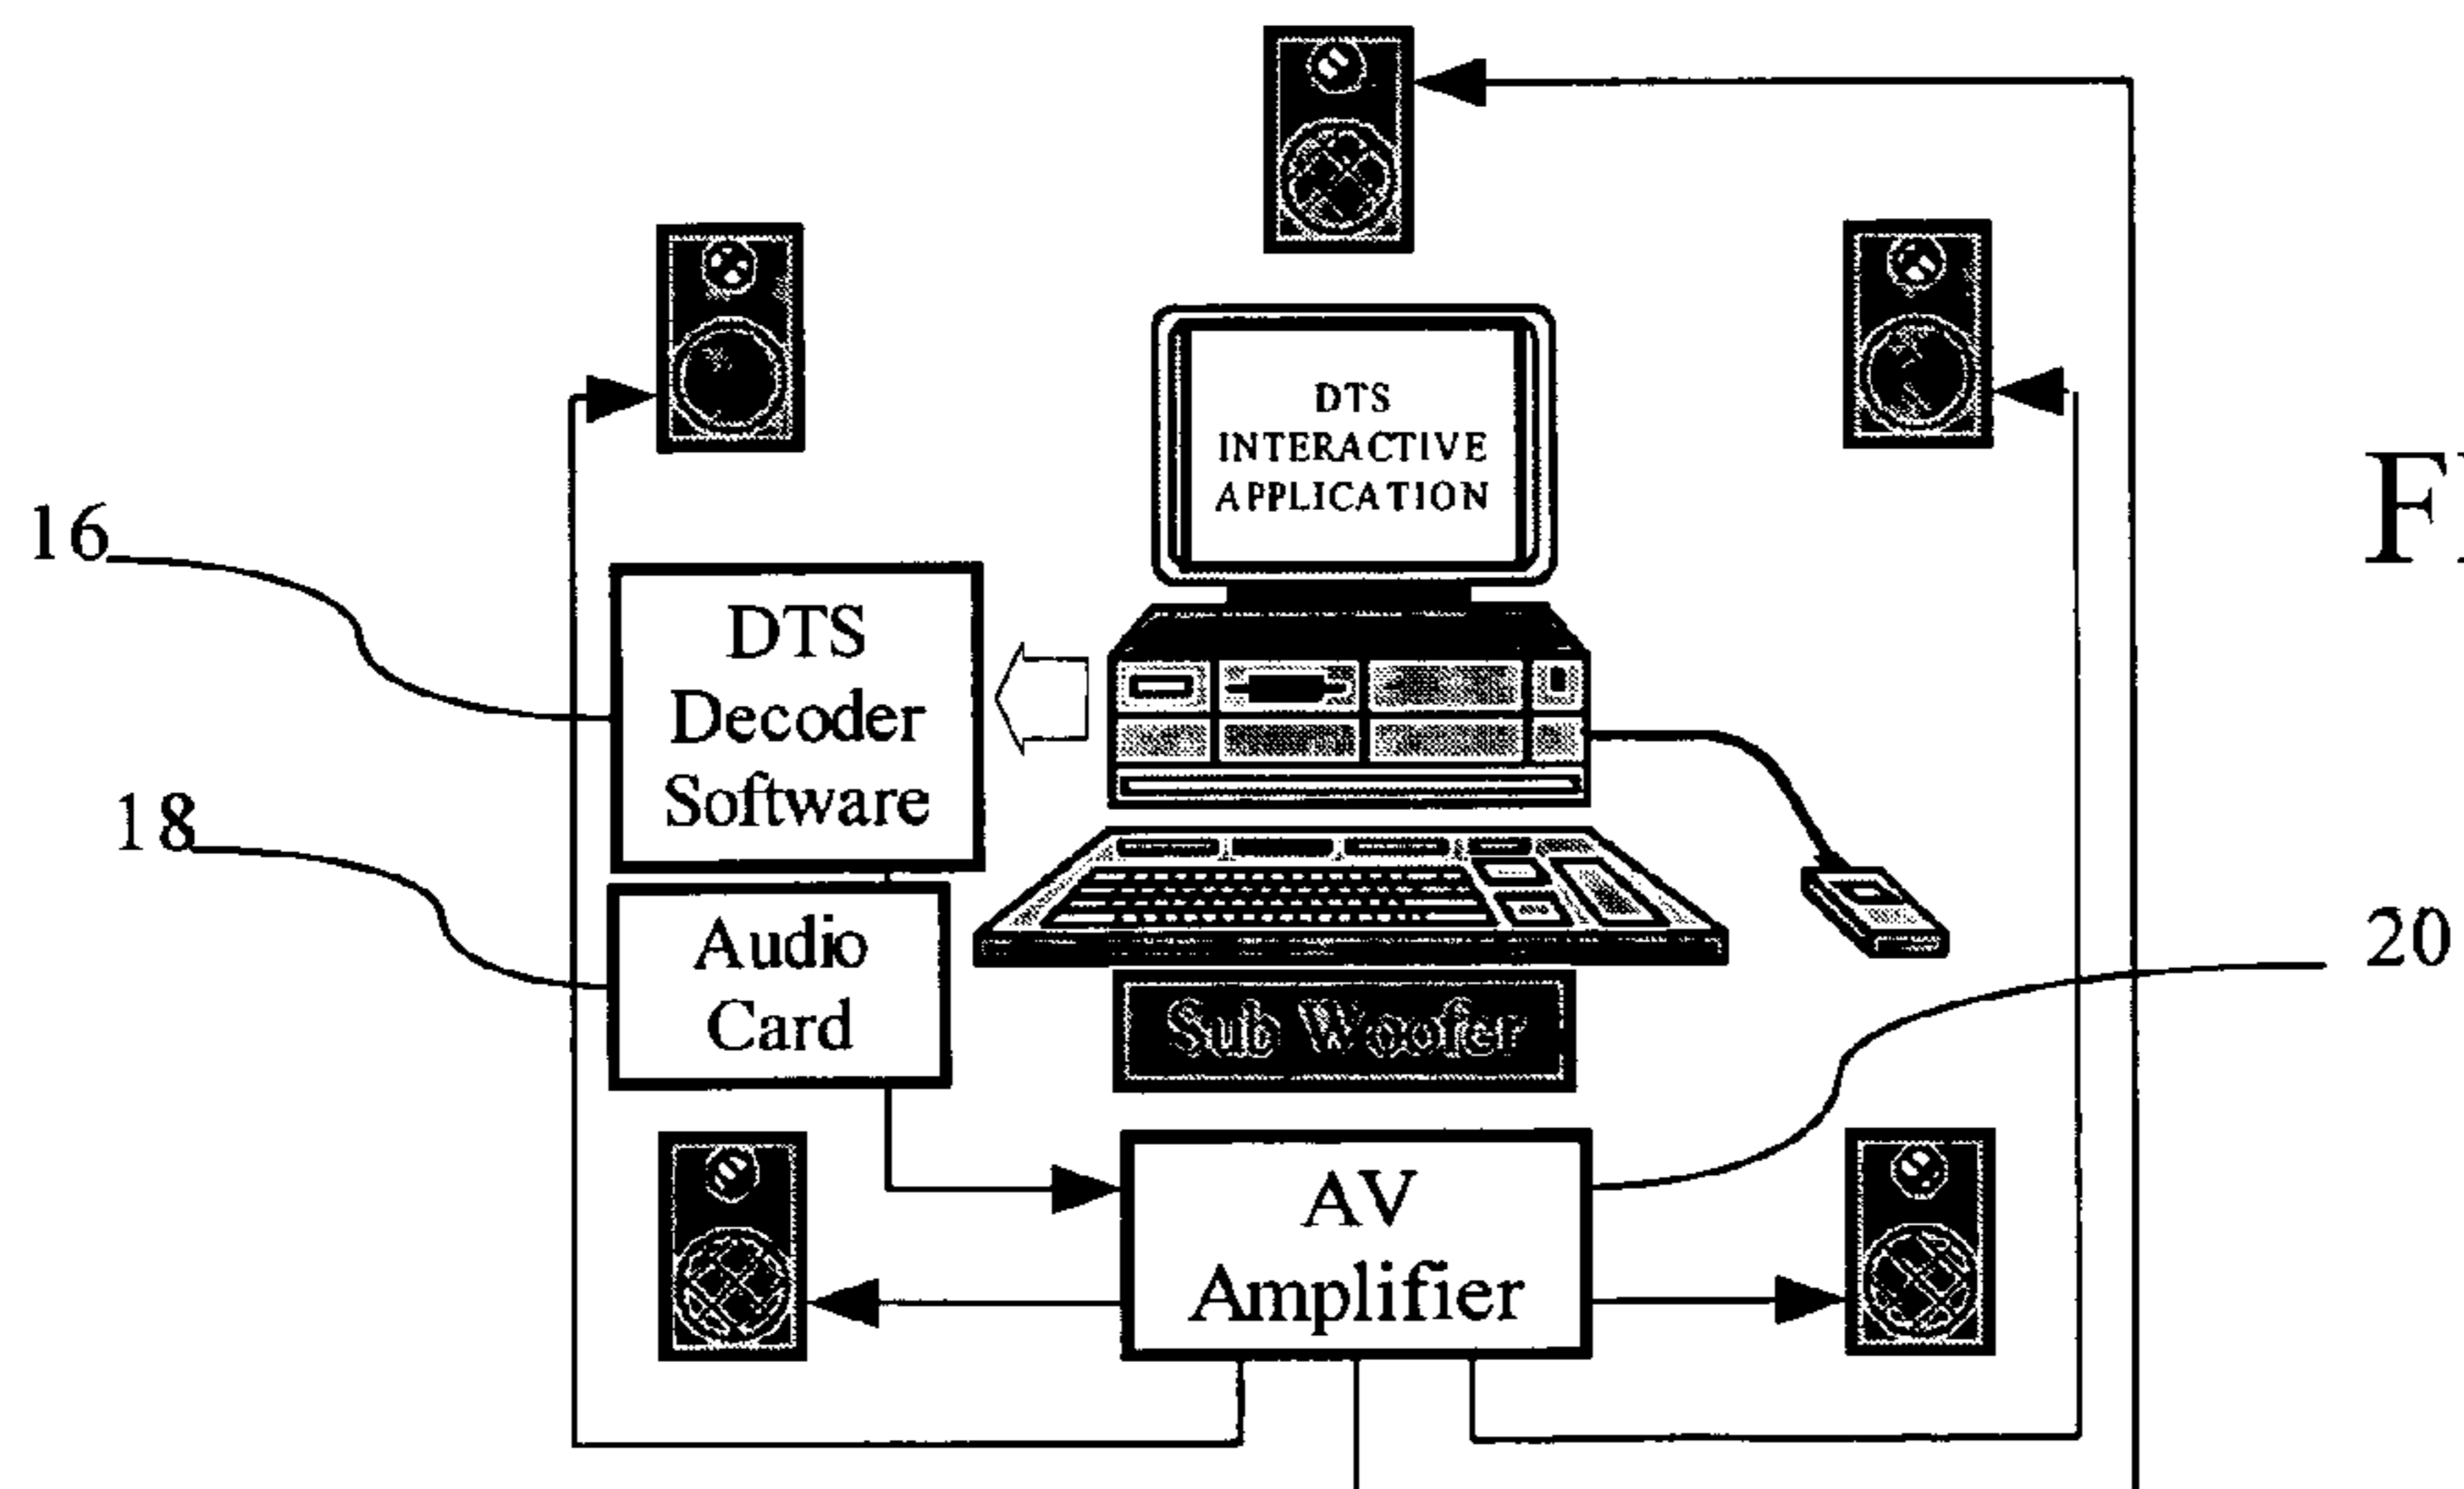 DTS
INTERACTIVE
APPLICATION
16
DTS
Decoder
Software
18
Audio
Card
20
Sub Woofer
AV
Amplifier